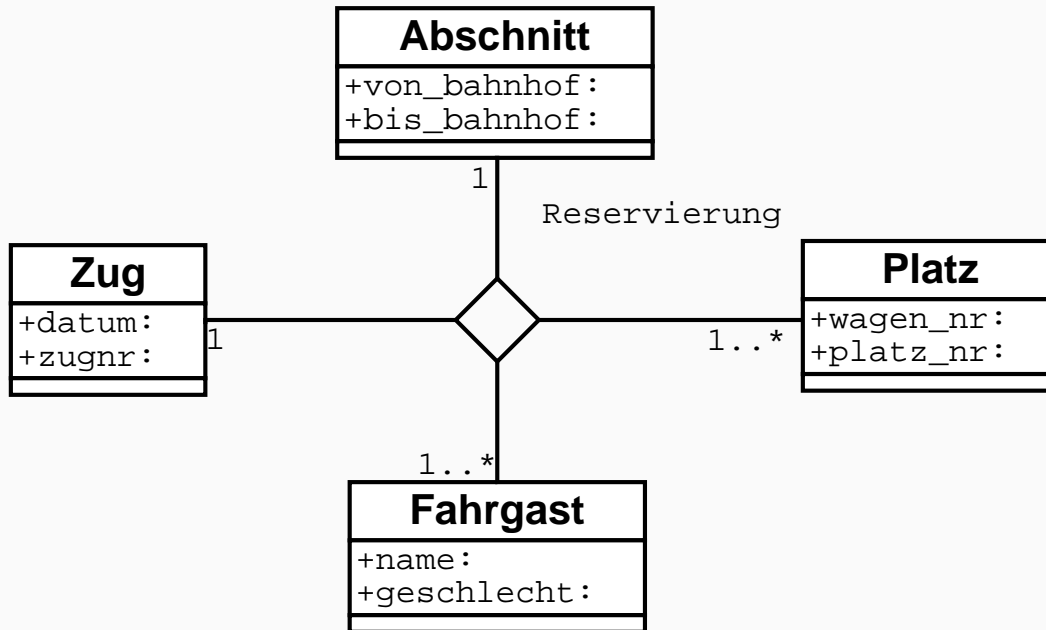 Abschnitt
+von_bahnhof:
+bis_bahnhof:
1
Reservierung
Zug
+datum:
+zugnr:
1
Platz
+wagen_nr:
+platz_nr:
1..*
1..*
Fahrgast
+name:
+geschlecht: